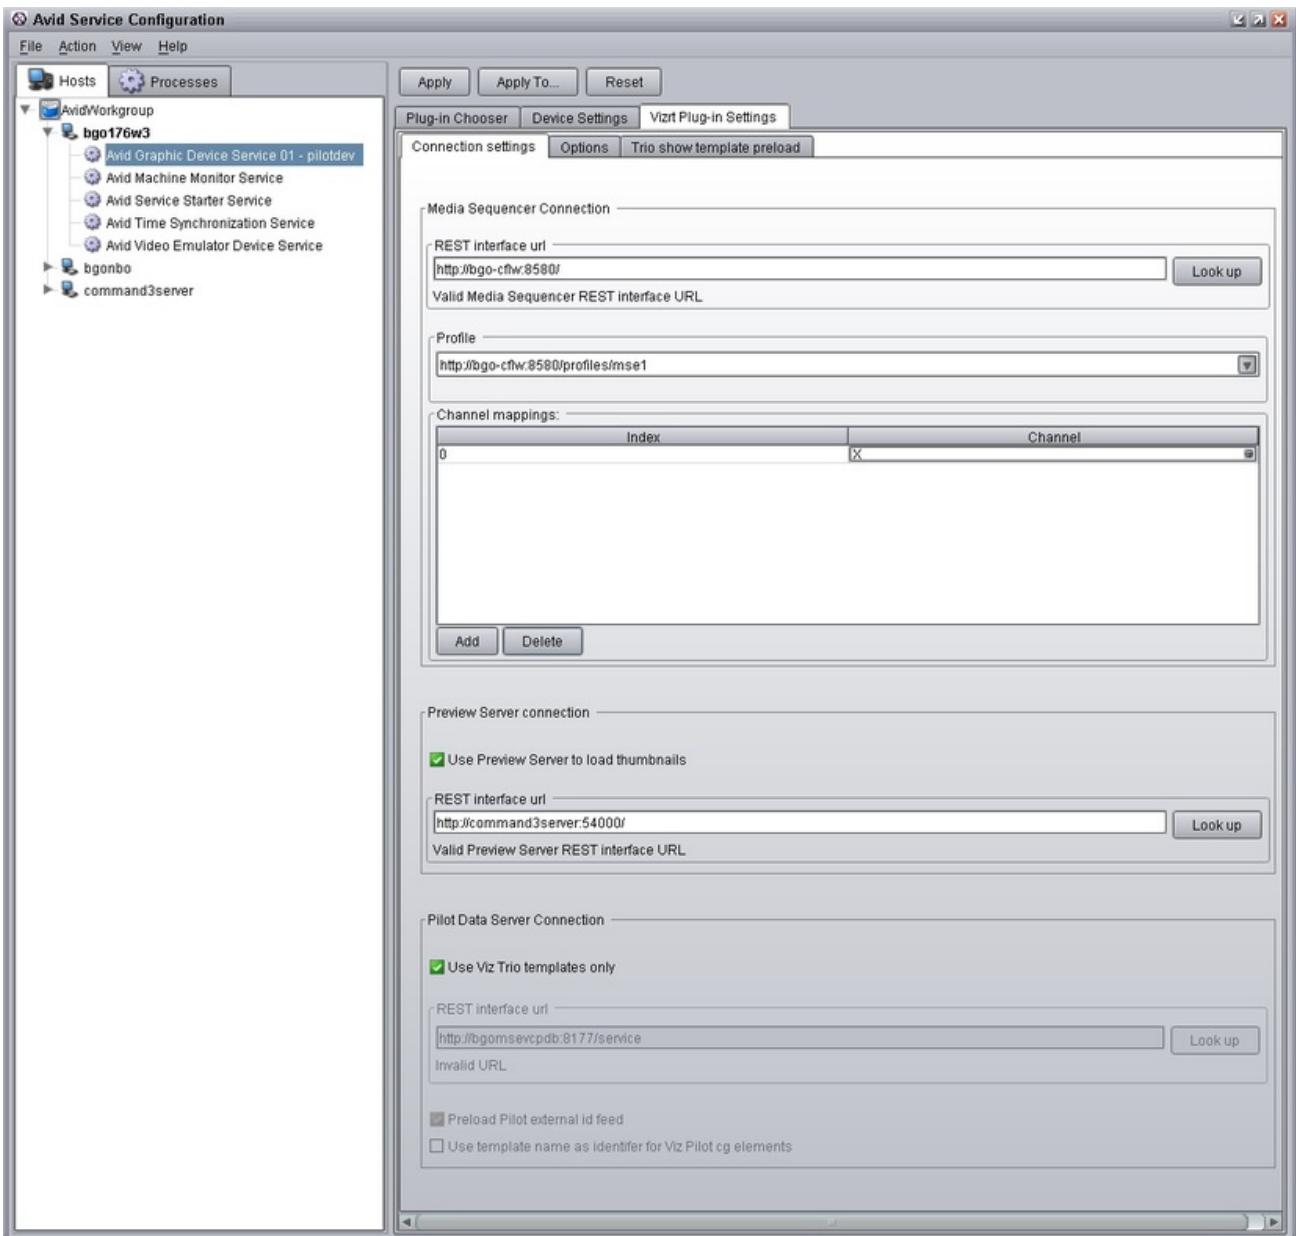 Avid Service Configuration
File Action View Help
Hosts Processes
AvidWorkgroup
bgo176w3
Avid Graphic Device Service 01 - pilotdev
Avid Machine Monitor Service
Avid Service Starter Service
Avid Time Synchronization Service
Avid Video Emulator Device Service
bgonbo
command3server
Apply Apply To... Reset
Plug-in Chooser Device Settings Vizrt Plug-in Settings
Connection settings Options Trio show template preload
Media Sequencer Connection
REST interface url
http://bgo-cflw:8580/ Look up
Valid Media Sequencer REST interface URL
Profile
http://bgo-cflw:8580/profiles/mse1
Channel mappings:
Index Channel
0 X
Add Delete
Preview Server connection
Use Preview Server to load thumbnails
REST interface url
http://command3server:54000/ Look up
Valid Preview Server REST interface URL
Pilot Data Server Connection
Use Viz Trio templates only
REST interface url
http://bgomsevcpdb:8177/service Look up
Invalid URL
Preload Pilot external id feed
Use template name as identifer for Viz Pilot cg elements